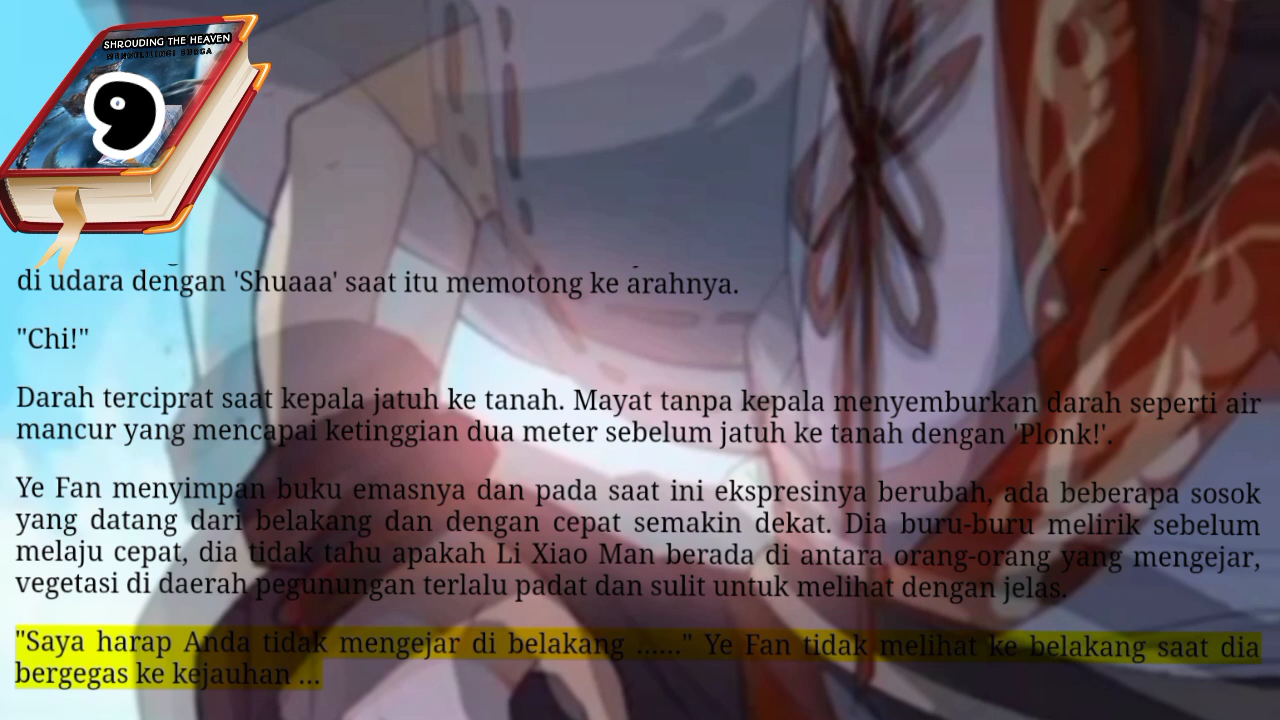 SHROUDING THE HEAVEN
9
di udara dengan 'Shuaaa' saat itu memotong ke arahnya.
"Chi!"
Darah terciprat saat kepala jatuh ke tanah. Mayat tanpa kepala menyemburkan darah seperti air
mancur yang mencapai ketinggian dua meter sebelum jatuh ke tanah dengan 'Plonk!'.
Ye Fan menyimpan buku emasnya dan pada saat ini ekspresinya berubah, ada beberapa sosok
yang datang dari belakang dan dengan cepat semakin dekat. Dia buru-buru melirik sebelum
melaju cepat, dia tidak tahu apakah Li Xiao Man berada di antara orang-orang yang mengejar,
vegetasi di daerah pegunungan terlalu padat dan sulit untuk melihat dengan jelas.
"Saya harap Anda tidak mengejar di belakang ......" Ye Fan tidak melihat ke belakang saat dia
bergegas ke kejauhan ...